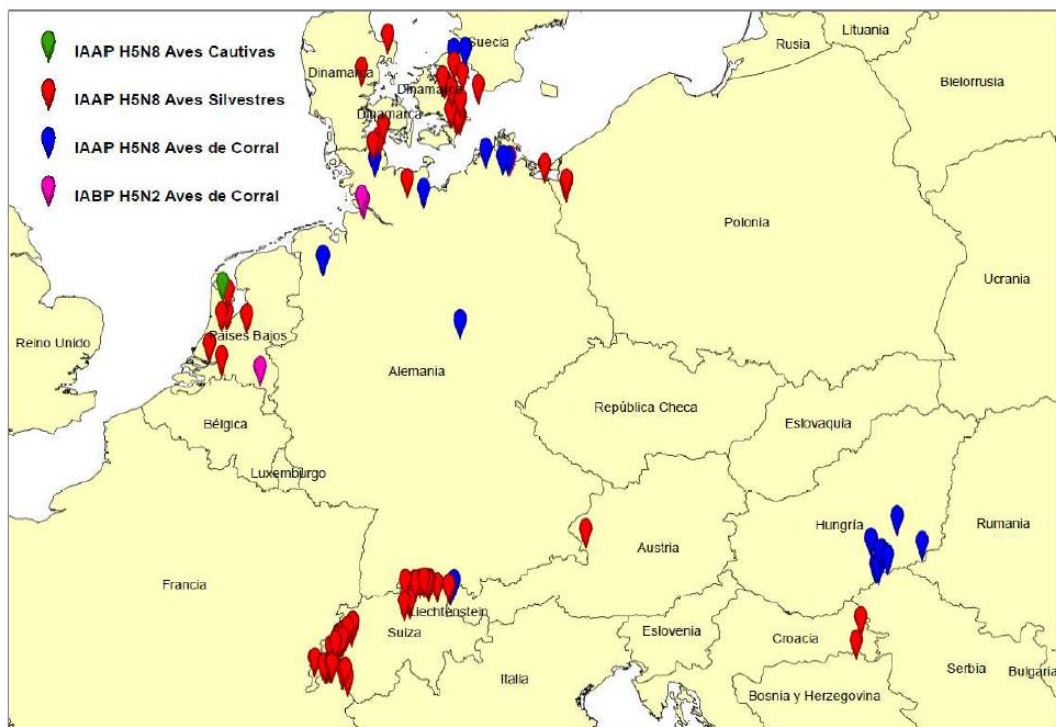 IAAP H5N8 Aves Cautivas
IAAP H5N8 Aves Silvestres
IAAP H5N8 Aves de Corral
IABP H5N2 Aves de Corral
Suecia
Lituania
Rusia
Dinamarca
Dinamarca
Dinamarca
Bielorrusia
Polonia
Ucrania
Reino Unido
Países Bajos
Alemania
República Checa
Bélgica
Eslovaquia
Luxemburgo
Hungría
Rumania
Austria
Francia
Liechtenstein
Suiza
Eslovenia
Croacia
Italia
Serbia
Bulgaria
Bosnia y Herzegovina